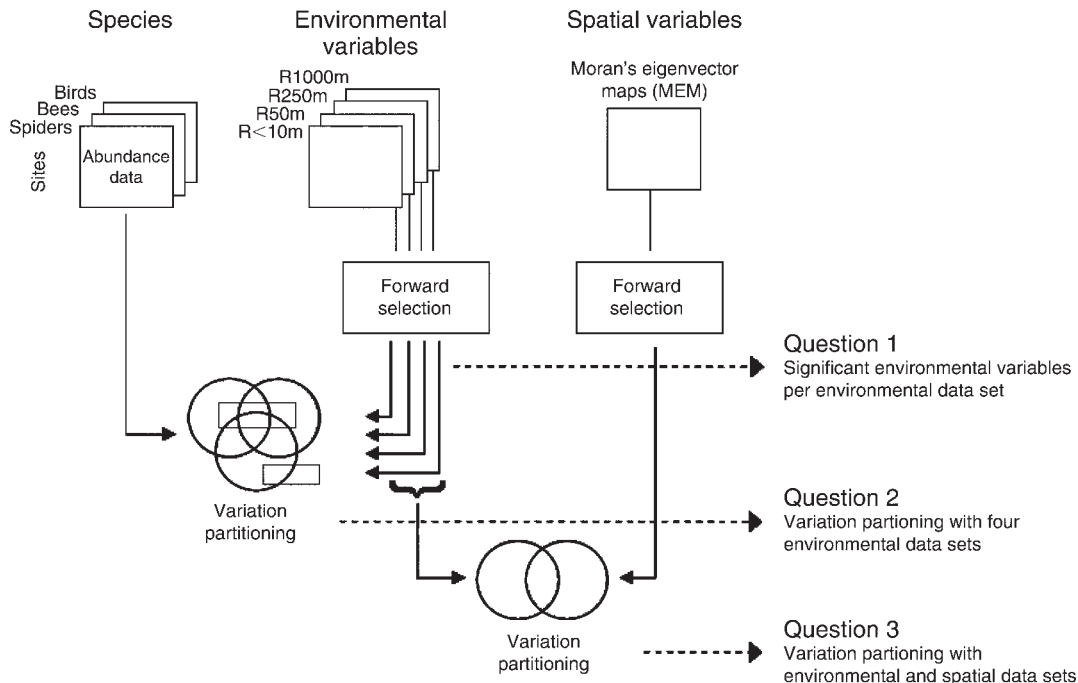 Species
Environmental
variables
Spatial variables
Birds
Bees
Spiders
Sites
Abundance
data
R1000m
R250m
R50m
R<10m
Moran's eigenvector
maps (MEM)
Forward
selection
Forward
selection
Question 1
Significant environmental variables
per environmental data set
Variation
partitioning
Question 2
Variation partioning with four
environmental data sets
Variation
partitioning
Question 3
Variation partioning with
environmental and spatial data sets